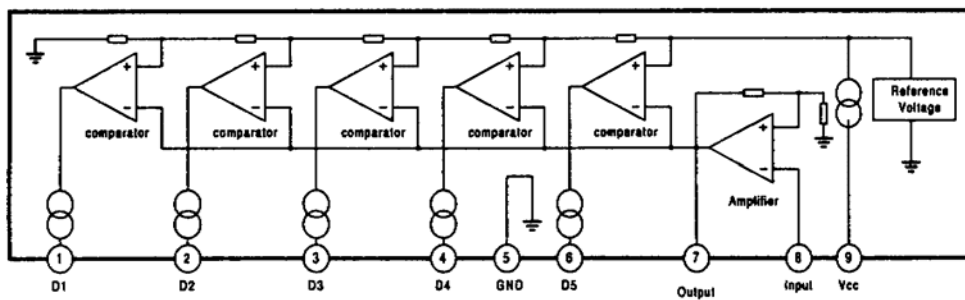 +
+
+
+
+
-
-
-
-
-
Reference
Voltage
comparator
comparator
comparator
comparator
comparator
+
-
Amplifier
1
2
3
4
5
6
7
8
9
D1
D2
D3
D4
GND
D5
Output
Input
Vcc